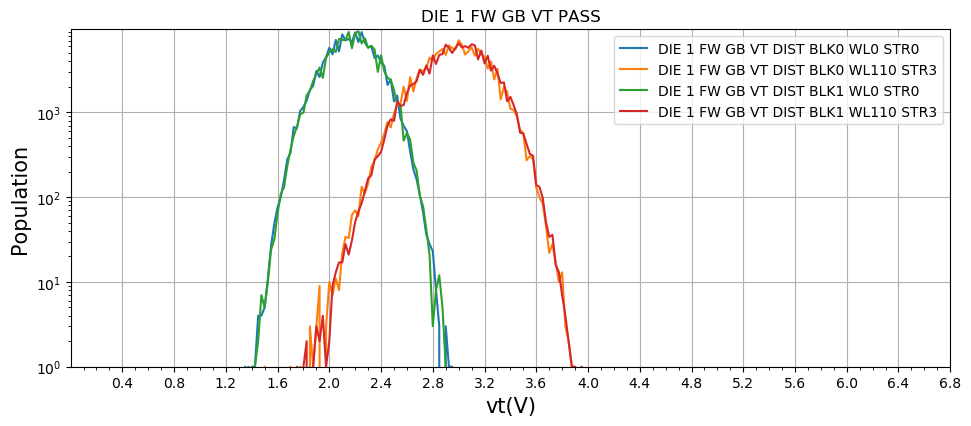 DIE 1 FW GB VT PASS
DIE 1 FW GB VT DIST BLK0 WL0 STR0
DIE 1 FW GB VT DIST BLK0 WL110 STR3
DIE 1 FW GB VT DIST BLK1 WL0 STR0
DIE 1 FW GB VT DIST BLK1 WL110 STR3
Population
10³
10²
10¹
10⁰
0.4 0.8 1.2 1.6 2.0 2.4 2.8 3.2 3.6 4.0 4.4 4.8 5.2 5.6 6.0 6.4 6.8
vt(V)